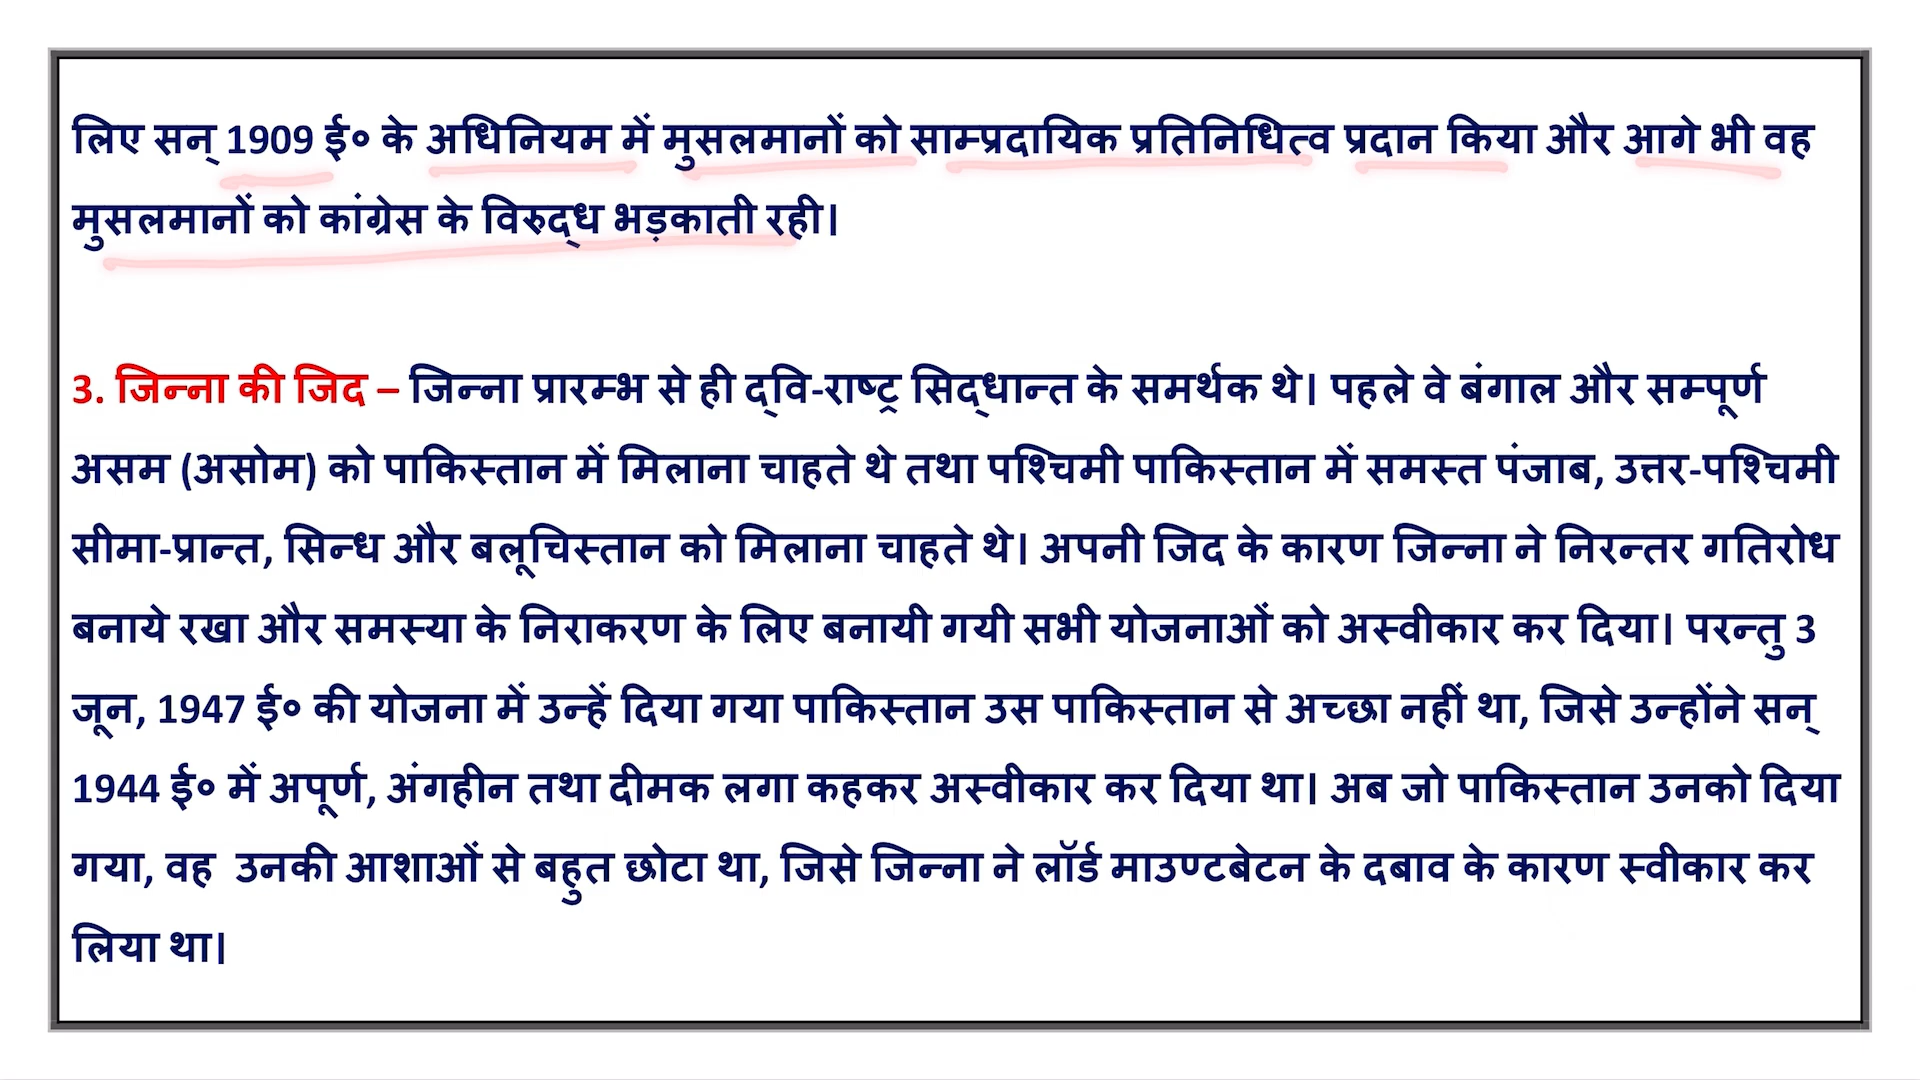 लिए सन् 1909 ई० के अधिनियम में मुसलमानों को साम्प्रदायिक प्रतिनिधित्व प्रदान किया और आगे भी वह
मुसलमानों को कांग्रेस के विरुद्ध भड़काती रही।
3. जिन्ना की जिद – जिन्ना प्रारम्भ से ही द्वि-राष्ट्र सिद्धान्त के समर्थक थे। पहले वे बंगाल और सम्पूर्ण
असम (असोम) को पाकिस्तान में मिलाना चाहते थे तथा पश्चिमी पाकिस्तान में समस्त पंजाब, उत्तर-पश्चिमी
सीमा-प्रान्त, सिन्ध और बलूचिस्तान को मिलाना चाहते थे। अपनी जिद के कारण जिन्ना ने निरन्तर गतिरोध
बनाये रखा और समस्या के निराकरण के लिए बनायी गयी सभी योजनाओं को अस्वीकार कर दिया। परन्तु 3
जून, 1947 ई० की योजना में उन्हें दिया गया पाकिस्तान उस पाकिस्तान से अच्छा नहीं था, जिसे उन्होंने सन्
1944 ई० में अपूर्ण, अंगहीन तथा दीमक लगा कहकर अस्वीकार कर दिया था। अब जो पाकिस्तान उनको दिया
गया, वह उनकी आशाओं से बहुत छोटा था, जिसे जिन्ना ने लॉर्ड माउण्टबेटन के दबाव के कारण स्वीकार कर
लिया था।